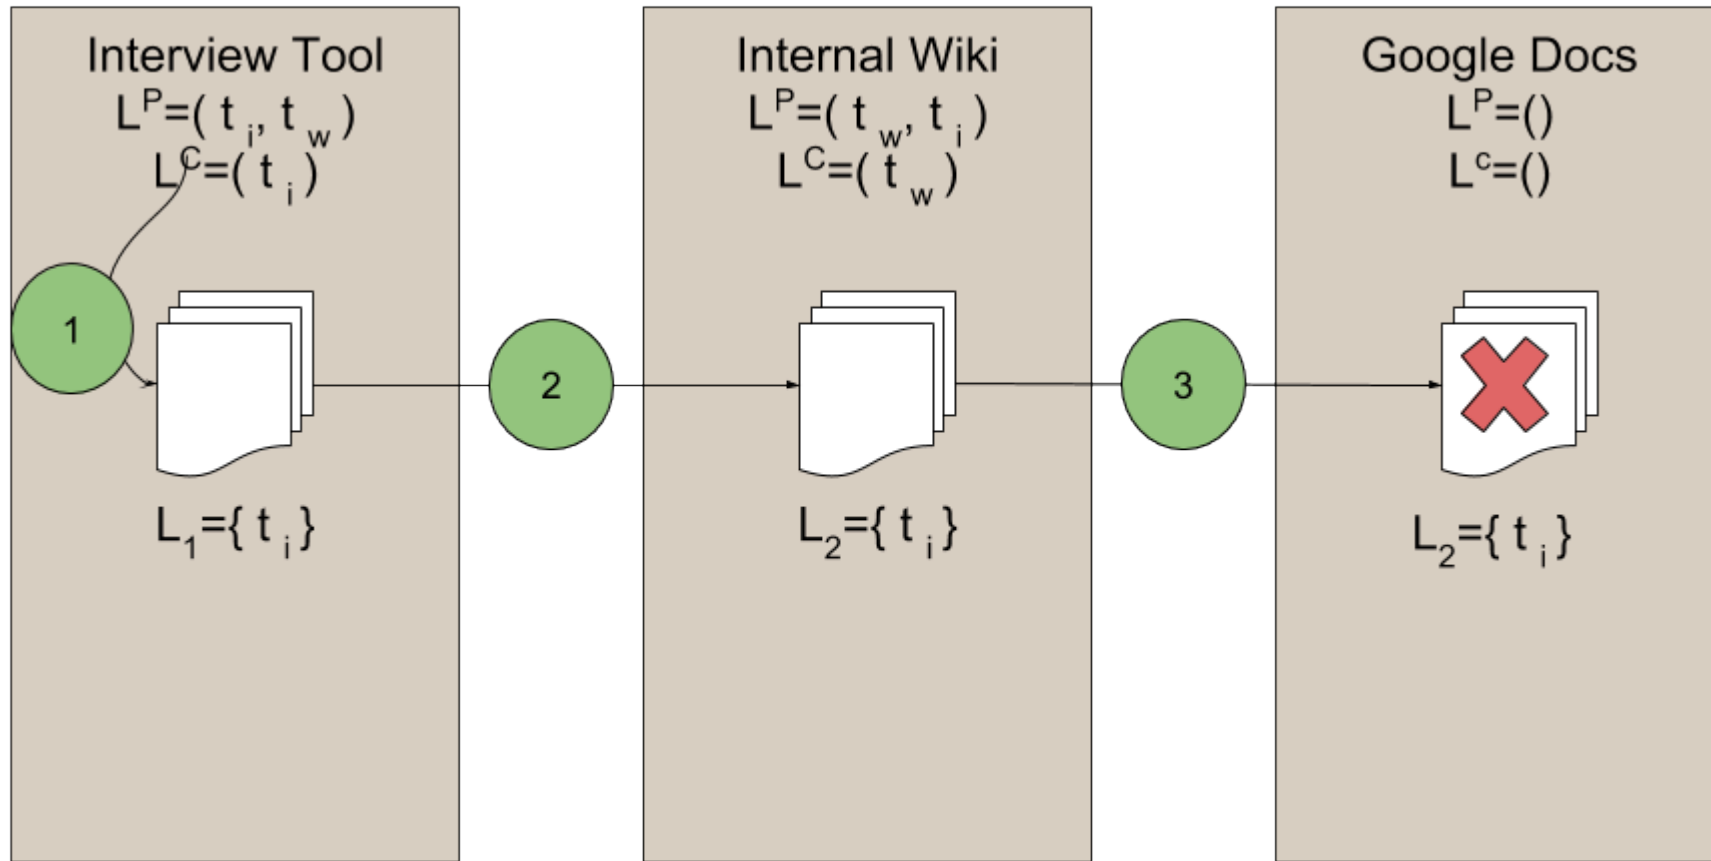 Interview Tool
L^P=( t_i, t_w )
L^C=( t_i )
1
L_1={ t_i }
2
Internal Wiki
L^P=( t_w, t_i )
L^C=( t_w )
L_2={ t_i }
3
Google Docs
L^P=()
L^c=()
L_2={ t_i }